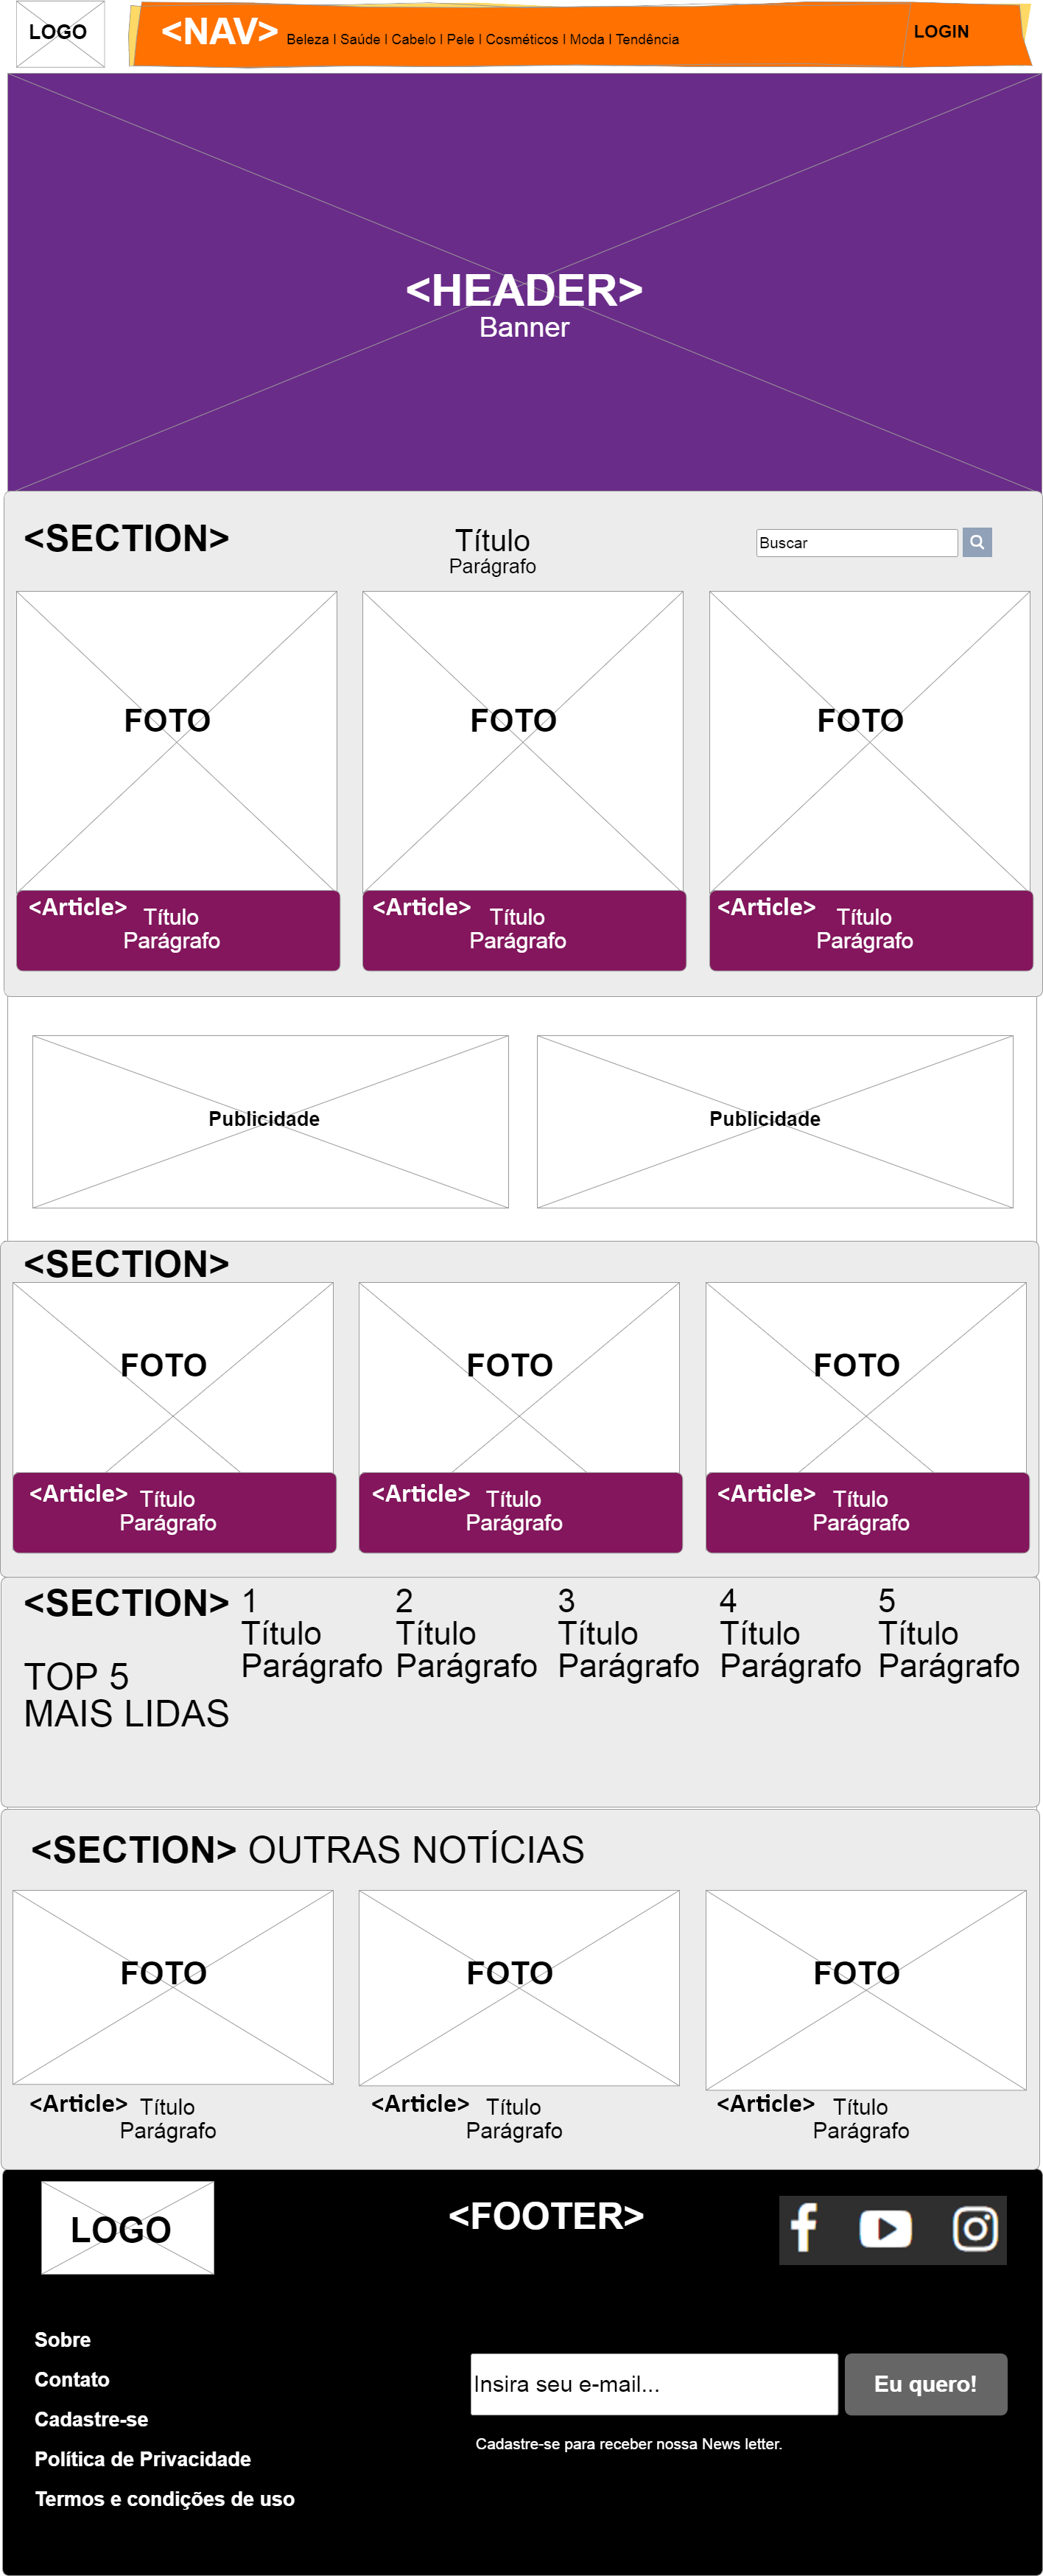 LOGO
<NAV> Beleza I Saúde I Cabelo I Pele I Cosméticos I Moda I Tendência
LOGIN
<HEADER>
Banner
<SECTION>
Título
Parágrafo
Buscar
FOTO FOTO FOTO
<Article> Título
Parágrafo
<Article> Título
Parágrafo
<Article> Título
Parágrafo
Publicidade
Publicidade
<SECTION>
FOTO FOTO FOTO
<Article> Título
Parágrafo
<Article> Título
Parágrafo
<Article> Título
Parágrafo
<SECTION>
TOP 5
MAIS LIDAS
1
Título
Parágrafo
2
Título
Parágrafo
3
Título
Parágrafo
4
Título
Parágrafo
5
Título
Parágrafo
<SECTION> OUTRAS NOTÍCIAS
FOTO FOTO FOTO
<Article> Título
Parágrafo
<Article> Título
Parágrafo
<Article> Título
Parágrafo
LOGO
<FOOTER>
Sobre
Contato
Cadastre-se
Política de Privacidade
Termos e condições de uso
Insira seu e-mail...
Eu quero!
Cadastre-se para receber nossa News letter.